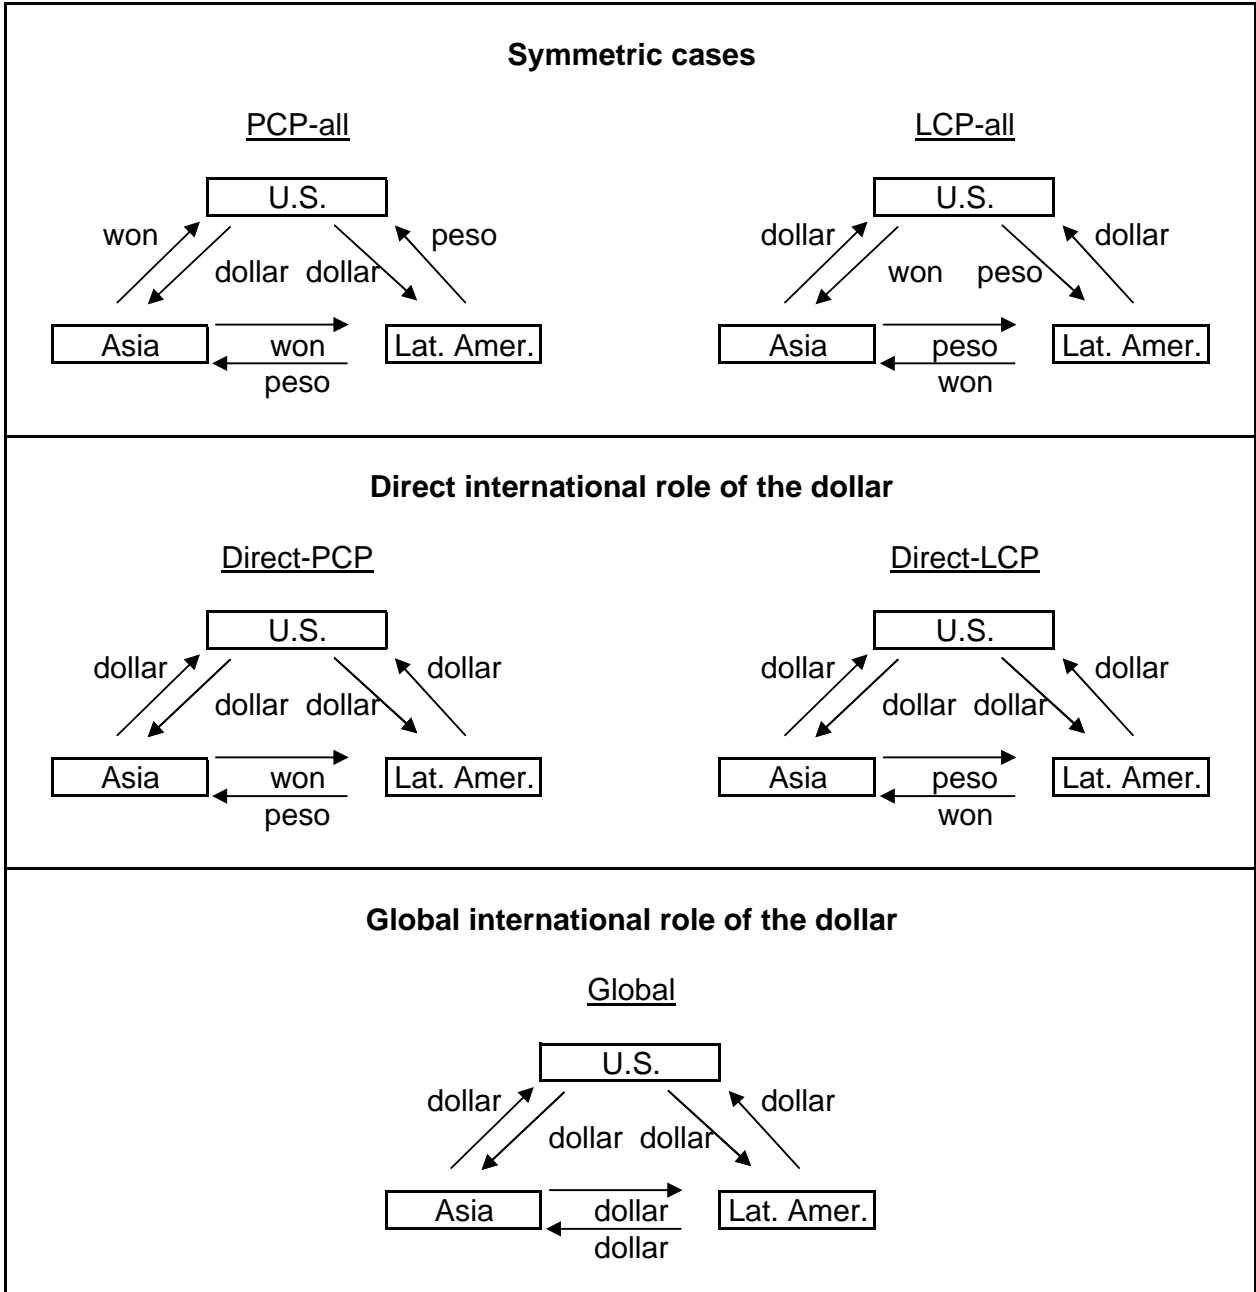 Symmetric cases
PCP-all LCP-all
U.S. U.S.
won peso dollar dollar
dollar dollar won peso
Asia won Lat. Amer. Asia peso Lat. Amer.
peso won
Direct international role of the dollar
Direct-PCP Direct-LCP
U.S. U.S.
dollar dollar dollar dollar
dollar dollar dollar dollar
Asia won Lat. Amer. Asia peso Lat. Amer.
peso won
Global international role of the dollar
Global
U.S.
dollar dollar
dollar dollar
Asia dollar Lat. Amer.
dollar